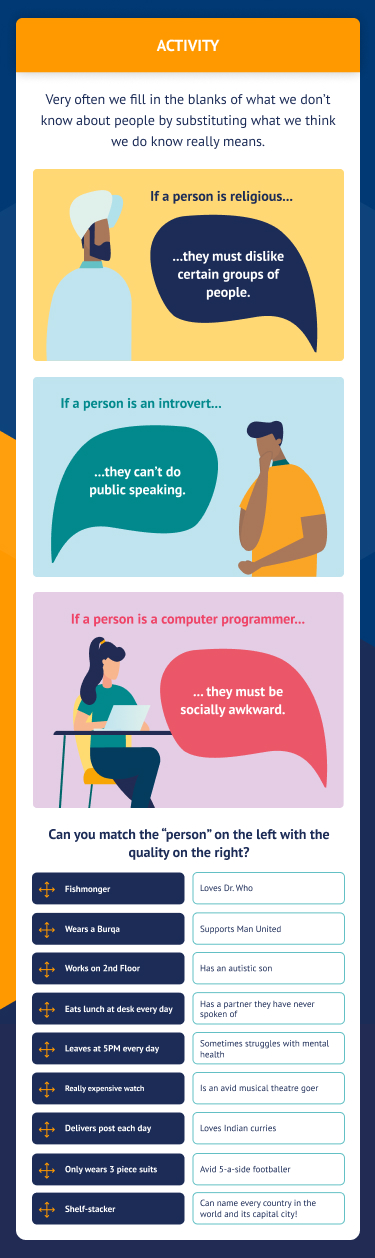 ACTIVITY
Very often we fill in the blanks of what we don’t
know about people by substituting what we think
we do know really means.
If a person is religious...
...they must dislike
certain groups of
people.
If a person is an introvert...
...they can’t do
public speaking.
If a person is a computer programmer...
... they must be
socially awkward.
Can you match the “person” on the left with the
quality on the right?
Fishmonger
Loves Dr. Who
Wears a Burqa
Supports Man United
Works on 2nd Floor
Has an autistic son
Eats lunch at desk every day
Has a partner they have never
spoken of
Leaves at 5PM every day
Sometimes struggles with mental
health
Really expensive watch
Is an avid musical theatre goer
Delivers post each day
Loves Indian curries
Only wears 3 piece suits
Avid 5-a-side footballer
Shelf-stacker
Can name every country in the
world and its capital city!